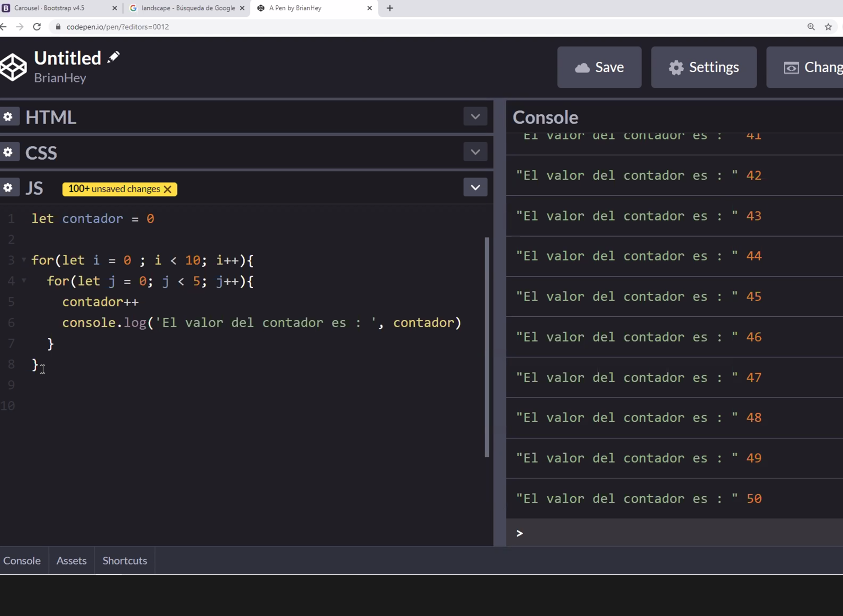 Carousel · Bootstrap v4.5
landscape - Búsqueda de Google
A Pen by BrianHey
codepen.io/pen/?editors=0012
Untitled
BrianHey
Save
Settings
Chang
HTML
CSS
JS
100+ unsaved changes
1 let contador = 0
2
3 for(let i = 0 ; i < 10; i++){
4 for(let j = 0; j < 5; j++){
5 contador++
6 console.log('El valor del contador es : ', contador)
7 }
8 }
9
10
Console
"El valor del contador es : " 41
"El valor del contador es : " 42
"El valor del contador es : " 43
"El valor del contador es : " 44
"El valor del contador es : " 45
"El valor del contador es : " 46
"El valor del contador es : " 47
"El valor del contador es : " 48
"El valor del contador es : " 49
"El valor del contador es : " 50
>
Console
Assets
Shortcuts